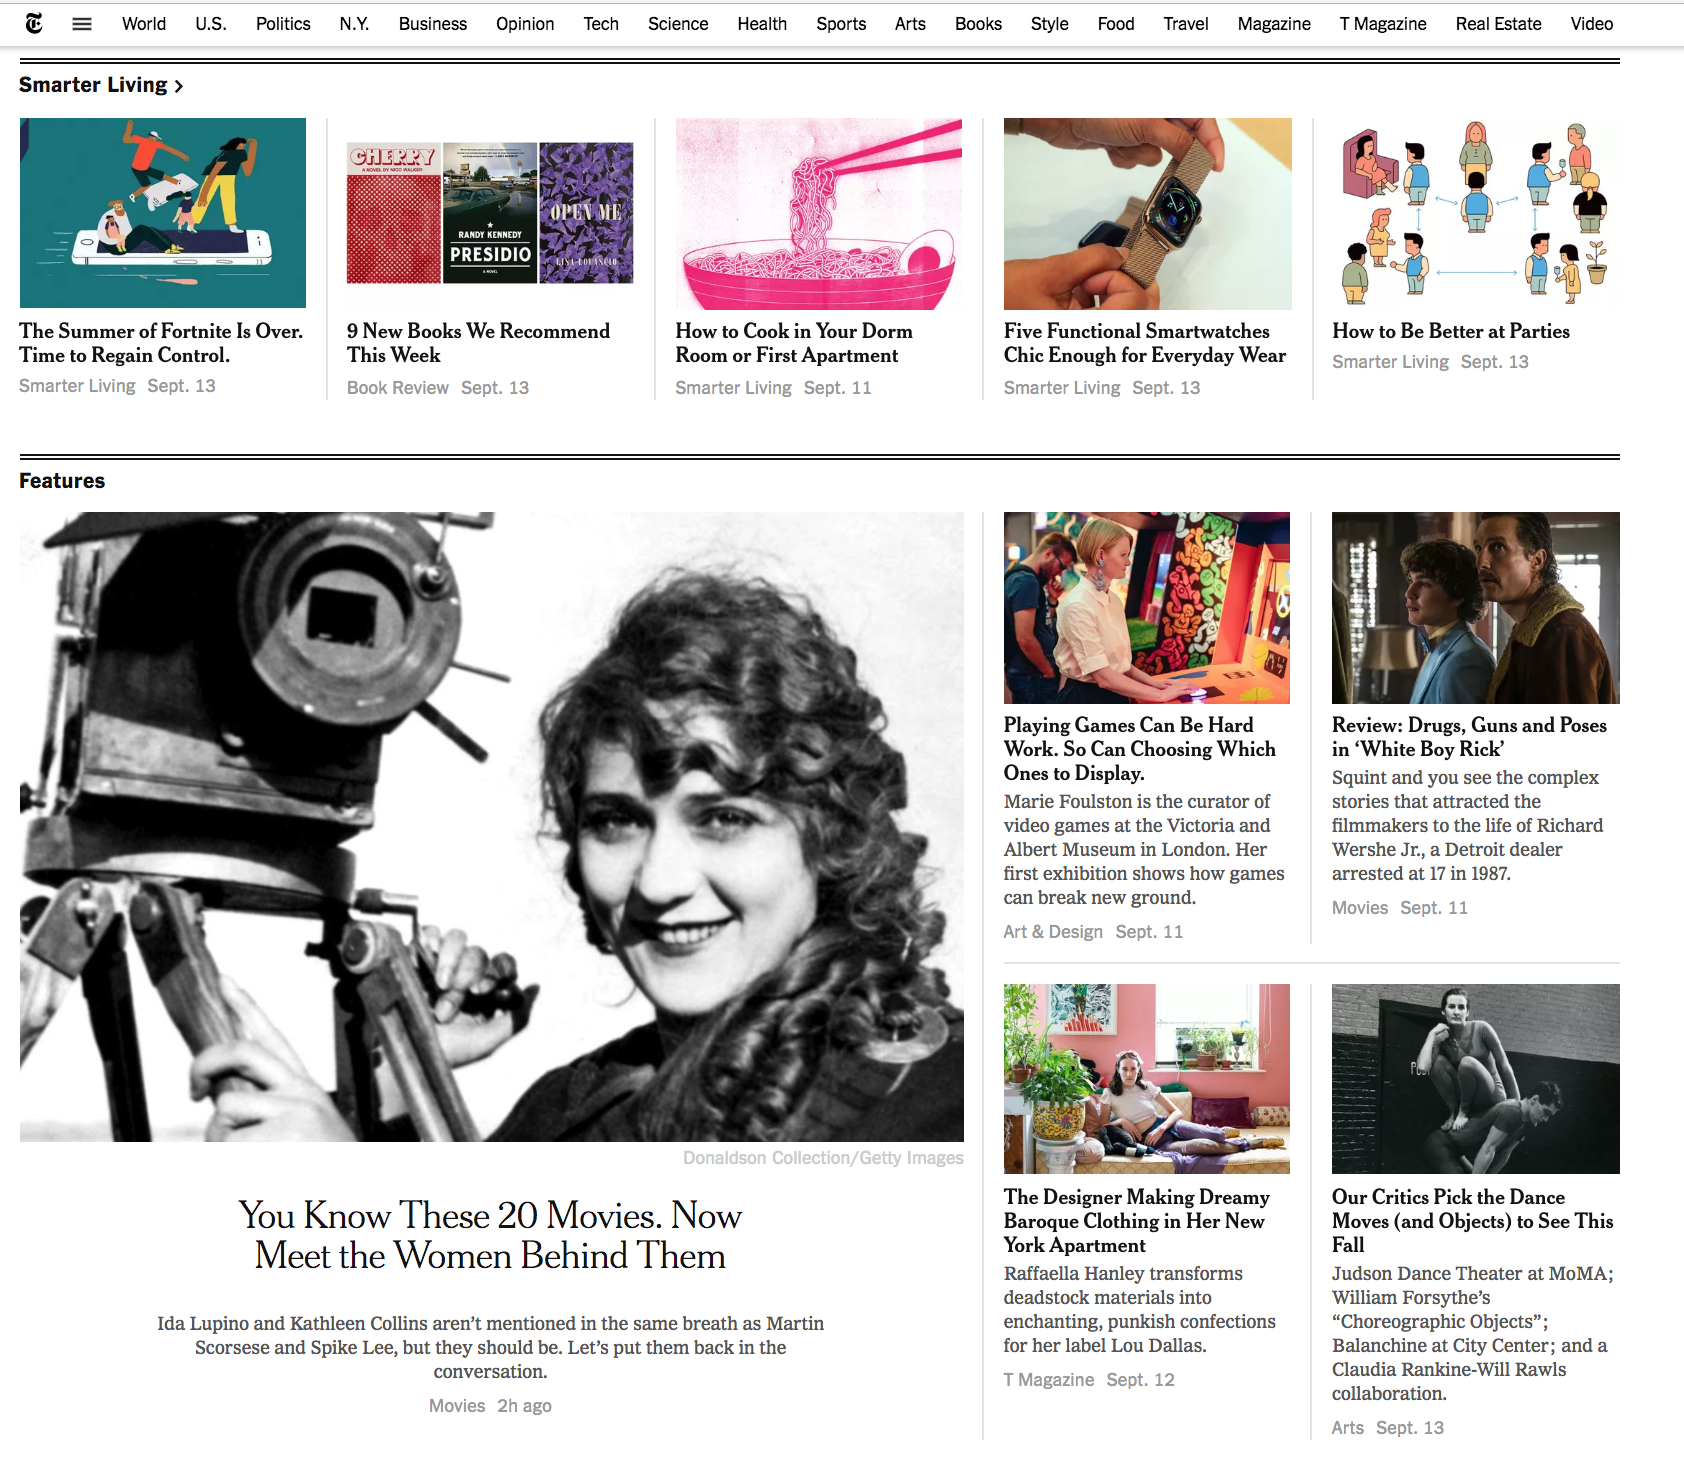 World U.S. Politics N.Y. Business Opinion Tech Science Health Sports Arts Books Style Food Travel Magazine T Magazine Real Estate Video
Smarter Living >
CHERRY
A NOVEL BY NICO WALKER
★
RANDY KENNEDY
PRESIDIO
A NOVEL
OPEN ME
LISA LOCASCIO
The Summer of Fortnite Is Over.
Time to Regain Control.
Smarter Living Sept. 13
9 New Books We Recommend
This Week
Book Review Sept. 13
How to Cook in Your Dorm
Room or First Apartment
Smarter Living Sept. 11
Five Functional Smartwatches
Chic Enough for Everyday Wear
Smarter Living Sept. 13
How to Be Better at Parties
Smarter Living Sept. 13
Features
Donaldson Collection/Getty Images
You Know These 20 Movies. Now
Meet the Women Behind Them
Ida Lupino and Kathleen Collins aren’t mentioned in the same breath as Martin
Scorsese and Spike Lee, but they should be. Let’s put them back in the
conversation.
Movies 2h ago
Playing Games Can Be Hard
Work. So Can Choosing Which
Ones to Display.
Marie Foulston is the curator of
video games at the Victoria and
Albert Museum in London. Her
first exhibition shows how games
can break new ground.
Art & Design Sept. 11
Review: Drugs, Guns and Poses
in ‘White Boy Rick’
Squint and you see the complex
stories that attracted the
filmmakers to the life of Richard
Wershe Jr., a Detroit dealer
arrested at 17 in 1987.
Movies Sept. 11
The Designer Making Dreamy
Baroque Clothing in Her New
York Apartment
Raffaella Hanley transforms
deadstock materials into
enchanting, punkish confections
for her label Lou Dallas.
T Magazine Sept. 12
Our Critics Pick the Dance
Moves (and Objects) to See This
Fall
Judson Dance Theater at MoMA;
William Forsythe’s
“Choreographic Objects”;
Balanchine at City Center; and a
Claudia Rankine-Will Rawls
collaboration.
Arts Sept. 13